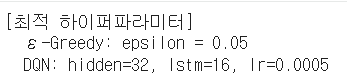 [최적 하이퍼파라미터]
ε-Greedy: epsilon = 0.05
DQN: hidden=32, lstm=16, lr=0.0005